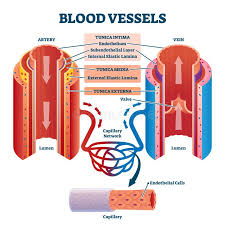 BLOOD VESSELS
ARTERY
VEIN
TUNICA INTIMA
Endothelium
Subendothelial Layer
Internal Elastic Lamina
TUNICA MEDIA
External Elastic Lamina
TUNICA EXTERNA
Valve
Lumen
Lumen
Capillary
Network
Endothelial Cells
Capillary